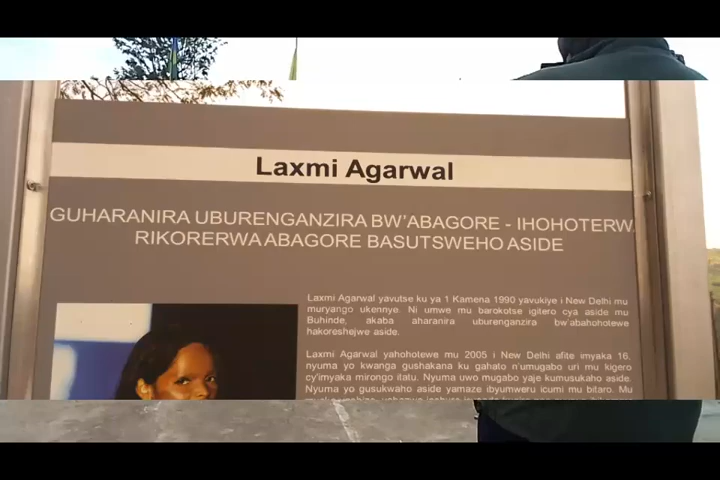 Laxmi Agarwal
GUHARANIRA UBURENGANZIRA BW'ABAGORE - IHOHOTERW
RIKORERWA ABAGORE BASUTSWEHO ASIDE
Laxmi Agarwal yavutse ku ya 1 Kamena 1990 yavukiye i New Delhi mu
muryango ukennye. Ni umwe mu barokotse igitero cya aside mu
Buhinde, akaba aharanira uburenganzira bw'abahohotewe
hakoreshejwe aside.
Laxmi Agarwal yahohotewe mu 2005 i New Delhi afite imyaka 16,
nyuma yo kwanga gushakana ku gahato n'umugabo uri mu kigero
cy'imyaka mirongo itatu. Nyuma uwo mugabo yaje kumusukaho aside.
Nyuma yo gusukwaho aside yamaze ibyumweru icumi mu bitaro. Mu